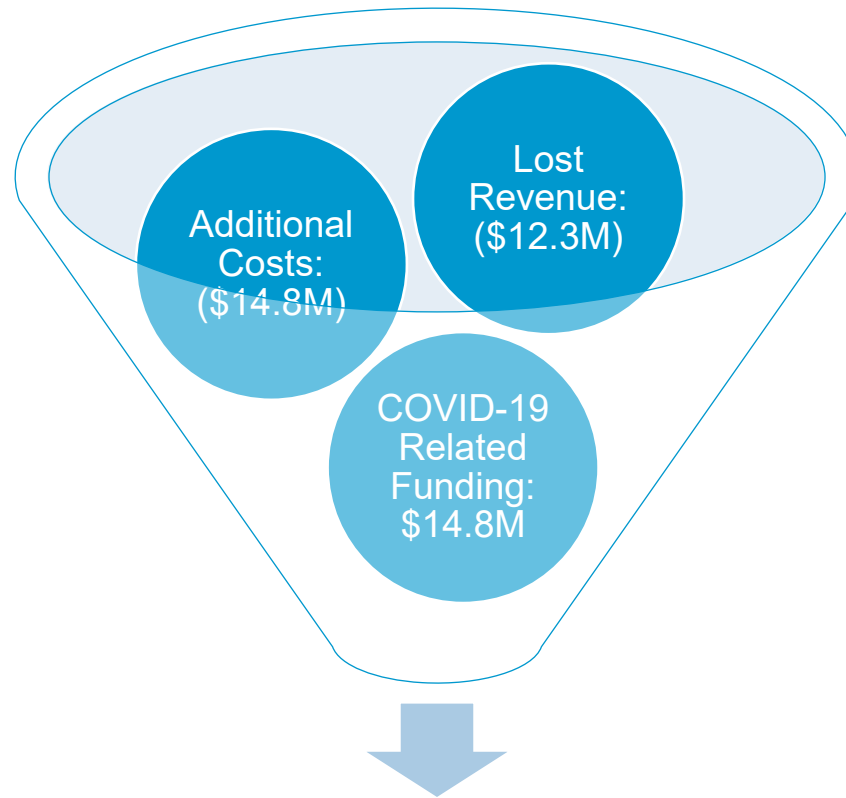 Additional
Costs:
($14.8M)
Lost
Revenue:
($12.3M)
COVID-19
Related
Funding:
$14.8M